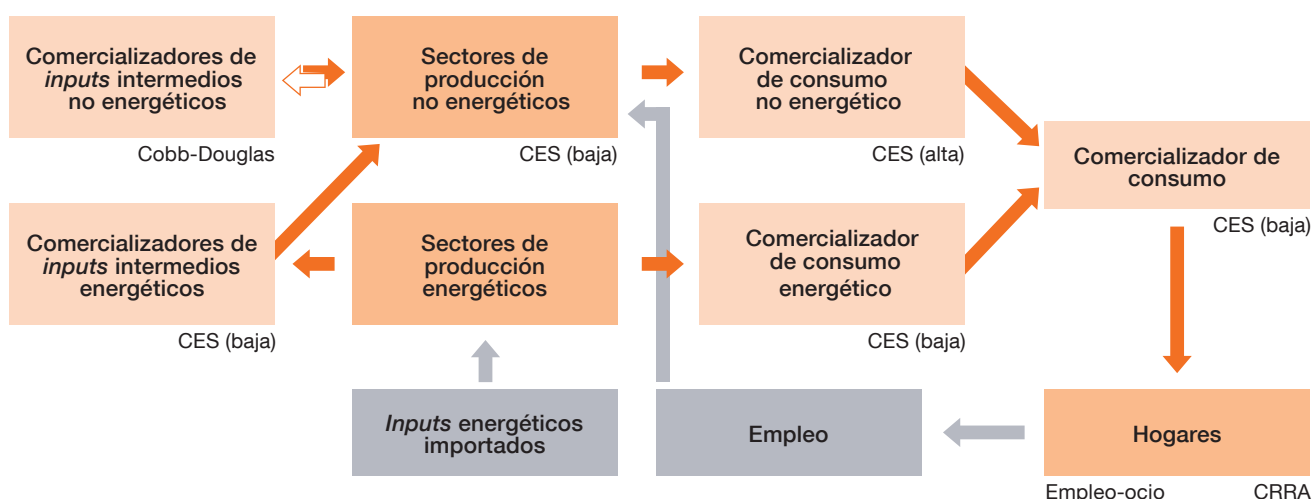 Comercializadores de
inputs intermedios
no energéticos
Cobb-Douglas
Sectores de
producción
no energéticos
CES (baja)
Comercializador
de consumo
no energético
CES (alta)
Comercializador de
consumo
CES (baja)
Comercializadores de
inputs intermedios
energéticos
CES (baja)
Sectores de
producción
energéticos
Comercializador
de consumo
energético
CES (baja)
Inputs energéticos
importados
Empleo
Hogares
Empleo-ocio
CRRA